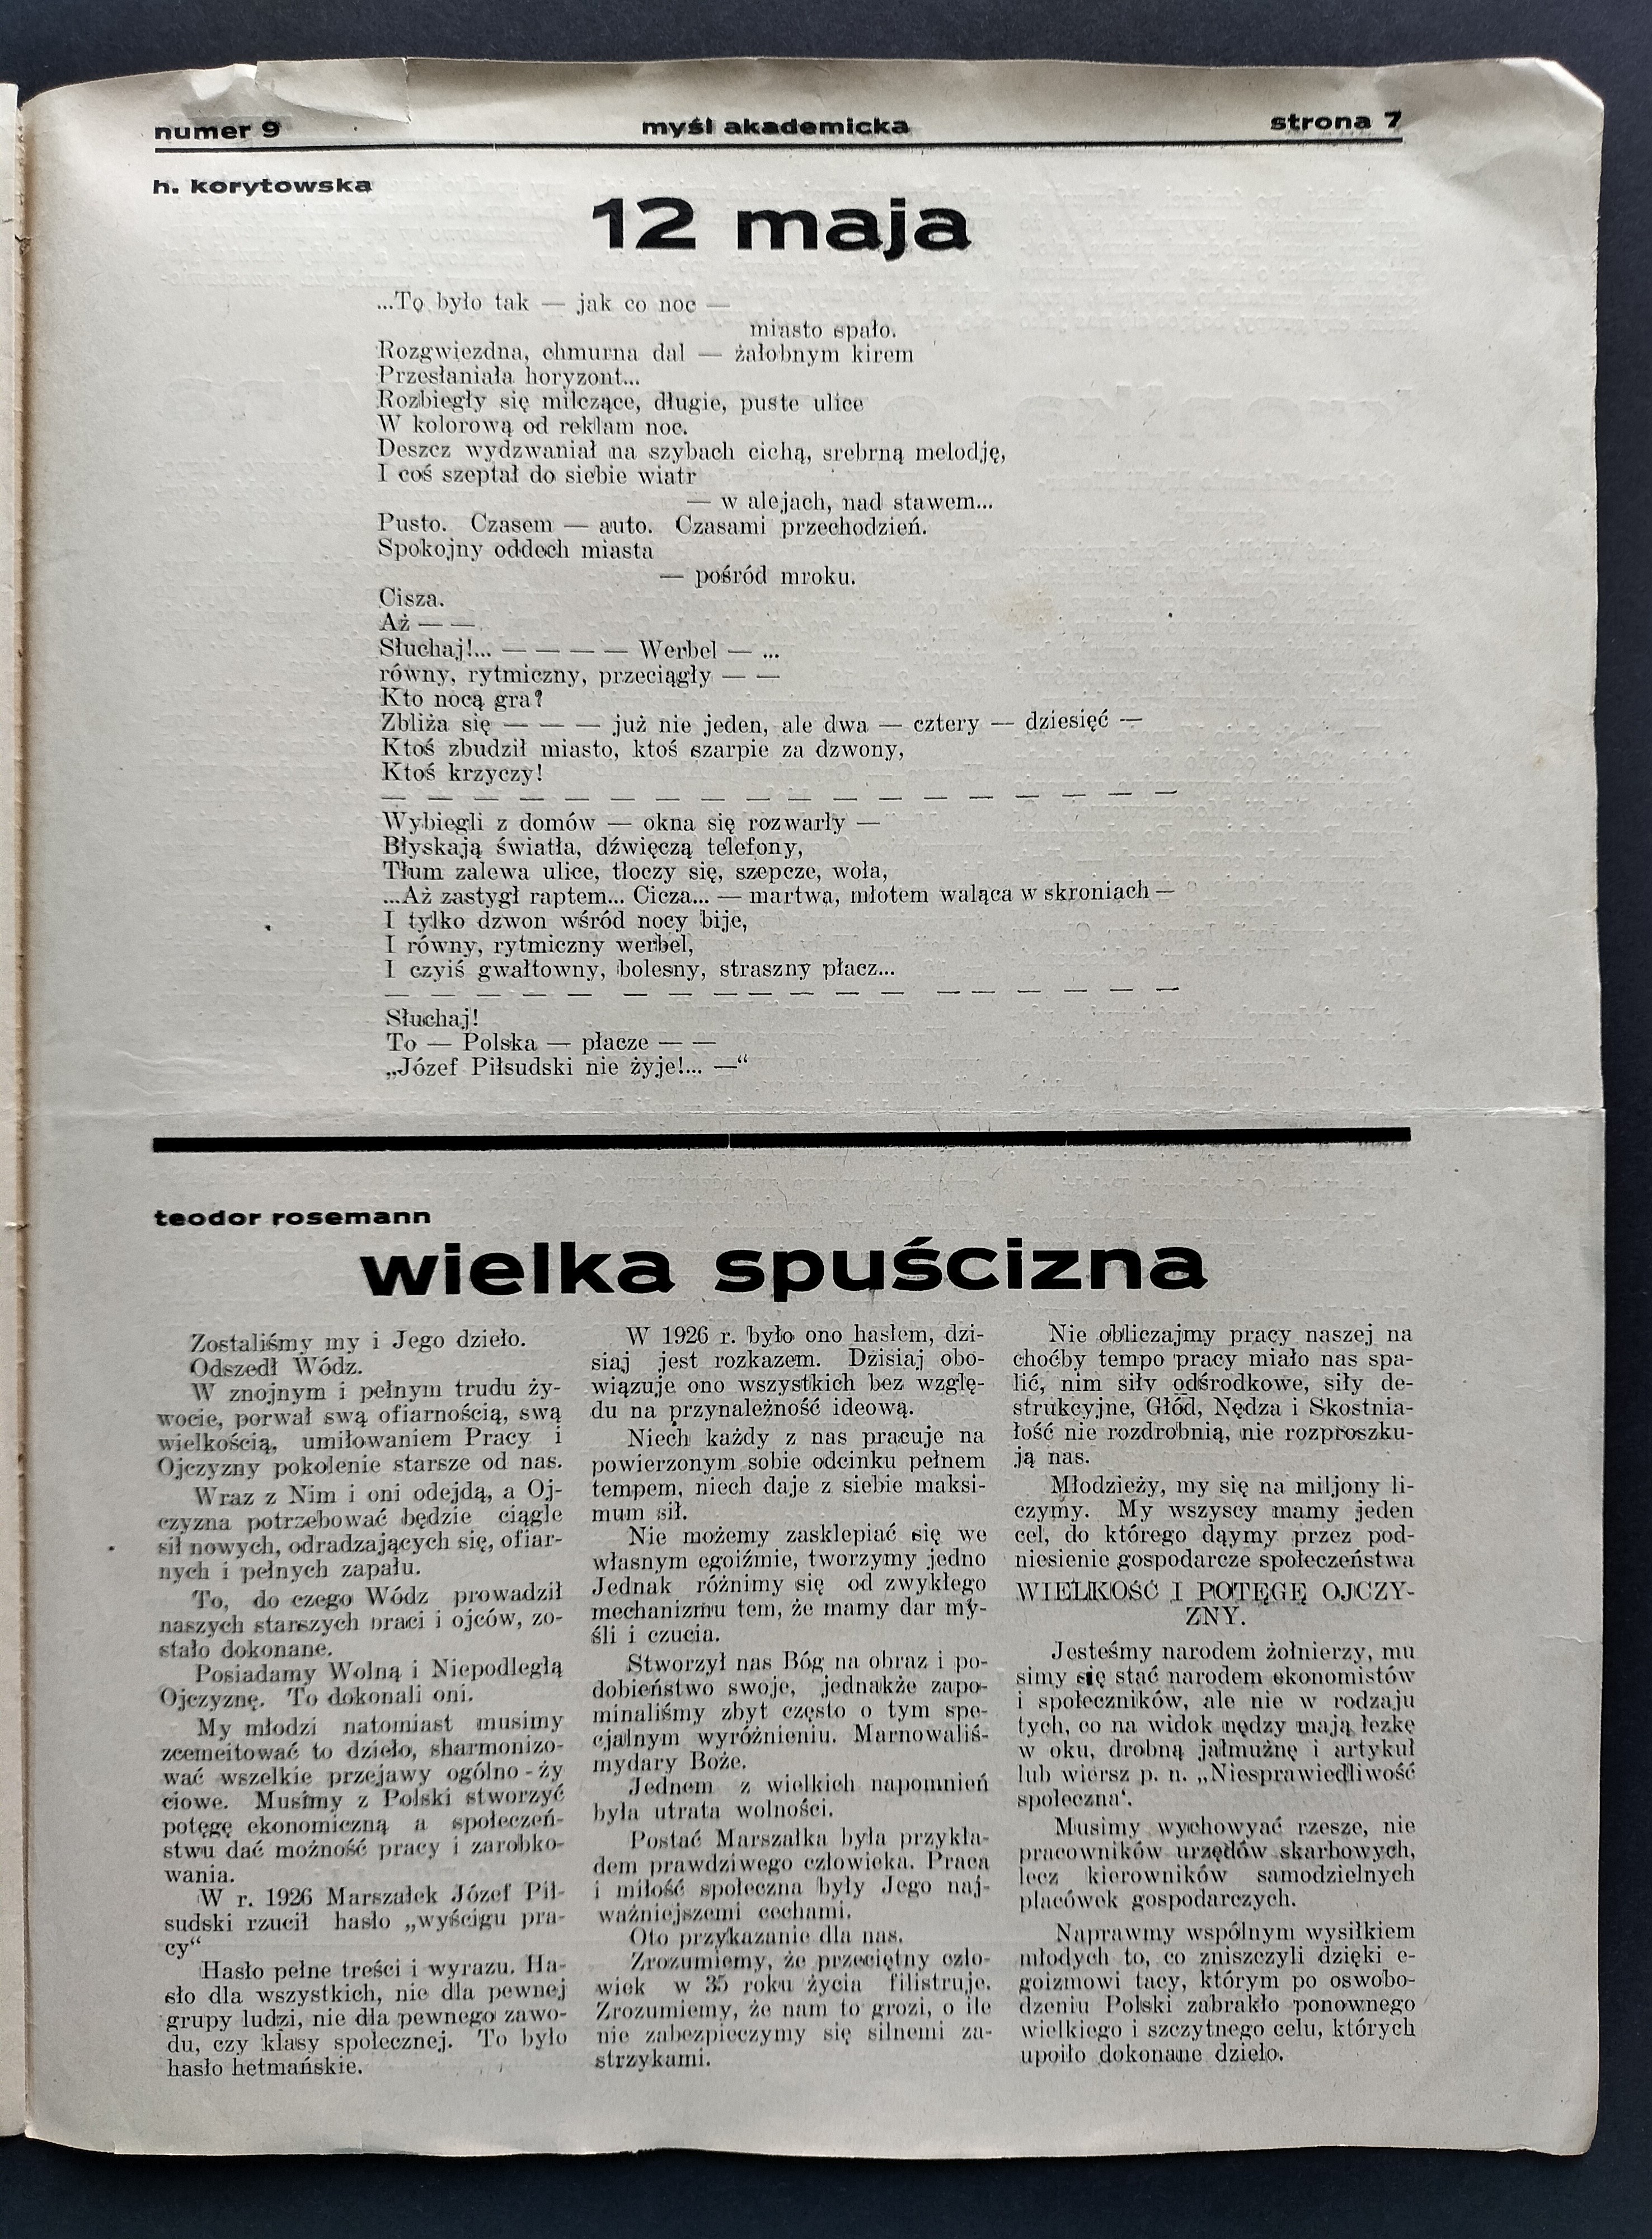 numer 9 myśl akademicka strona 7
h. korytowska
12 maja
...To było tak — jak co noc —
miasto spało.
Rozgwiezdna, chmurna dal — żałobnym kirem
Przesłaniała horyzont...
Rozbiegły się milczące, długie, puste ulice
W kolorową od reklam noc.
Deszcz wydzwaniał na szybach cichą, srebrną melodję,
I coś szeptał do siebie wiatr
— w alejach, nad stawem...
Pusto. Czasem — auto. Czasami przechodzień.
Spokojny oddech miasta
— pośród mroku.
Cisza.
Aż — —
Słuchaj!... — — — — Werbel — ...
równy, rytmiczny, przeciągły — —
Kto nocą gra?
Zbliża się — — — już nie jeden, ale dwa — cztery — dziesięć —
Ktoś zbudził miasto, ktoś szarpie za dzwony,
Ktoś krzyczy!
— — — — — — — — — — — — — — — — — — —
Wybiegli z domów — okna się rozwarły —
Błyskają światła, dźwięczą telefony,
Tłum zalewa ulice, tłoczy się, szepcze, woła,
...Aż zastygł raptem... Cicza... — martwa, młotem waląca w skroniach —
I tylko dzwon wśród nocy bije,
I równy, rytmiczny werbel,
I czyiś gwałtowny, bolesny, straszny płacz...
— — — — — — — — — — — — — — — — — — —
Słuchaj!
To — Polska — płacze — —
„Józef Piłsudski nie żyje!... —“
teodor rosemann
wielka spuścizna
Zostaliśmy my i Jego dzieło.
Odszedł Wódz.
W znojnym i pełnym trudu ży-
wocie, porwał swą ofiarnością, swą
wielkością, umiłowaniem Pracy i
Ojczyzny pokolenie starsze od nas.
Wraz z Nim i oni odejdą, a Oj-
czyzna potrzebować będzie ciągle
sił nowych, odradzających się, ofiar-
nych i pełnych zapału.
To, do czego Wódz prowadził
naszych starszych braci i ojców, zo-
stało dokonane.
Posiadamy Wolną i Niepodległą
Ojczyznę. To dokonali oni.
My młodzi natomiast musimy
zcemeitować to dzieło, sharmonizo-
wać wszelkie przejawy ogólno-ży
ciowe. Musimy z Polski stworzyć
potęgę ekonomiczną a społeczeń-
stwu dać możność pracy i zarobko-
wania.
W r. 1926 Marszałek Józef Pił-
sudski rzucił hasło „wyścigu pra-
cy“
Hasło pełne treści i wyrazu. Ha-
sło dla wszystkich, nie dla pewnej
grupy ludzi, nie dla pewnego zawo-
du, czy klasy społecznej. To było
hasło hetmańskie.
W 1926 r. było ono hasłem, dzi-
siaj jest rozkazem. Dzisiaj obo-
wiązuje ono wszystkich bez wzglę-
du na przynależność ideową.
Niech każdy z nas pracuje na
powierzonym sobie odcinku pełnem
tempem, niech daje z siebie maksi-
mum sił.
Nie możemy zasklepiać się we
własnym egoiźmie, tworzymy jedno
Jednak różnimy się od zwykłego
mechanizmu tem, że mamy dar my-
śli i czucia.
Stworzył nas Bóg na obraz i po-
dobieństwo swoje, jednakże zapo-
minaliśmy zbyt często o tym spe-
cjalnym wyróżnieniu. Marnowaliś-
mydary Boże.
Jednem z wielkich napomnień
była utrata wolności.
Postać Marszałka była przykła-
dem prawdziwego człowieka. Praca
i miłość społeczna były Jego naj-
ważniejszemi cechami.
Oto przykazanie dla nas.
Zrozumiemy, że przeciętny czło-
wiek w 35 roku życia filistruje.
Zrozumiemy, że nam to grozi, o ile
nie zabezpieczymy się silnemi za-
strzykami.
Nie obliczajmy pracy naszej na
choćby tempo pracy miało nas spa-
lić, nim siły odśrodkowe, siły de-
strukcyjne, Głód, Nędza i Skostnia-
łość nie rozdrobnią, nie rozproszku-
ją nas.
Młodzieży, my się na miljony li-
czymy. My wszyscy mamy jeden
cel, do którego dąymy przez pod-
niesienie gospodarcze społeczeństwa
WIELKOŚĆ I POTĘGĘ OJCZY-
ZNY.
Jesteśmy narodem żołnierzy, mu
simy się stać narodem ekonomistów
i społeczników, ale nie w rodzaju
tych, co na widok nędzy mają łezkę
w oku, drobną jałmużnę i artykuł
lub wiersz p. n. „Niesprawiedliwość
społeczna‘.
Musimy wychowyać rzesze, nie
pracowników urzędów skarbowych,
lecz kierowników samodzielnych
placówek gospodarczych.
Naprawmy wspólnym wysiłkiem
młodych to, co zniszczyli dzięki e-
goizmowi tacy, którym po oswobo-
dzeniu Polski zabrakło ponownego
wielkiego i szczytnego celu, których
upoiło dokonane dzieło.